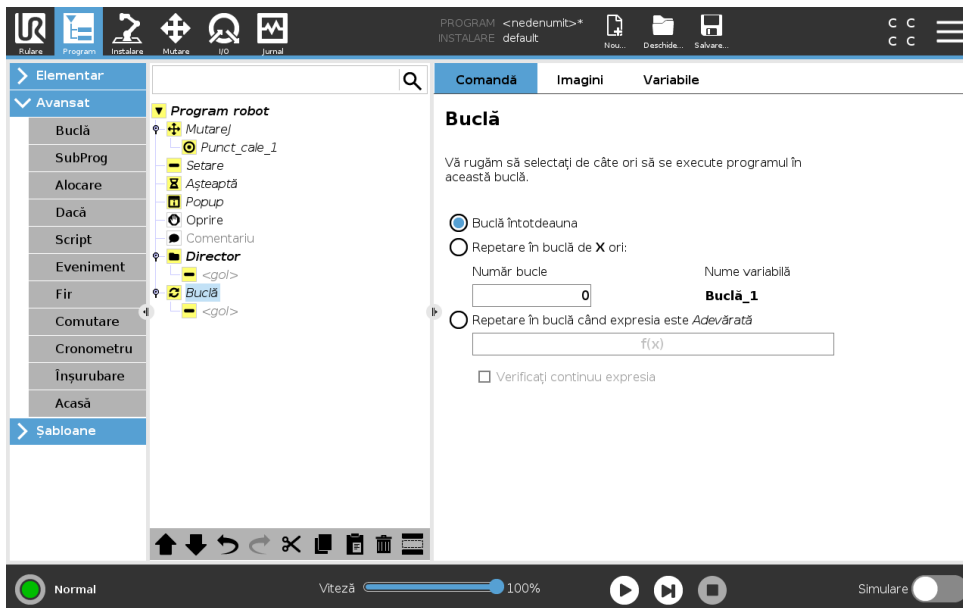 UR
Rulare
Program
Instalare
Mutare
I/O
Jurnal
PROGRAM <nedenumit>*
INSTALARE default
Nou...
Deschide...
Salvare...
C C
C C
Elementar
Avansat
Buclă
SubProg
Alocare
Dacă
Script
Eveniment
Fir
Comutare
Cronometru
Înșurubare
Acasă
Șabloane
Program robot
MutareJ
Punct_cale_1
Setare
Așteaptă
Popup
Oprire
Comentariu
Director
<gol>
Buclă
<gol>
Comandă Imagini Variabile
Buclă
Vă rugăm să selectați de câte ori să se execute programul în
această buclă.
Buclă întotdeauna
Repetare în buclă de X ori:
Număr bucle Nume variabilă
0 Buclă_1
Repetare în buclă când expresia este Adevărată
f(x)
Verificați continuu expresia
Normal
Viteză 100%
Simulare